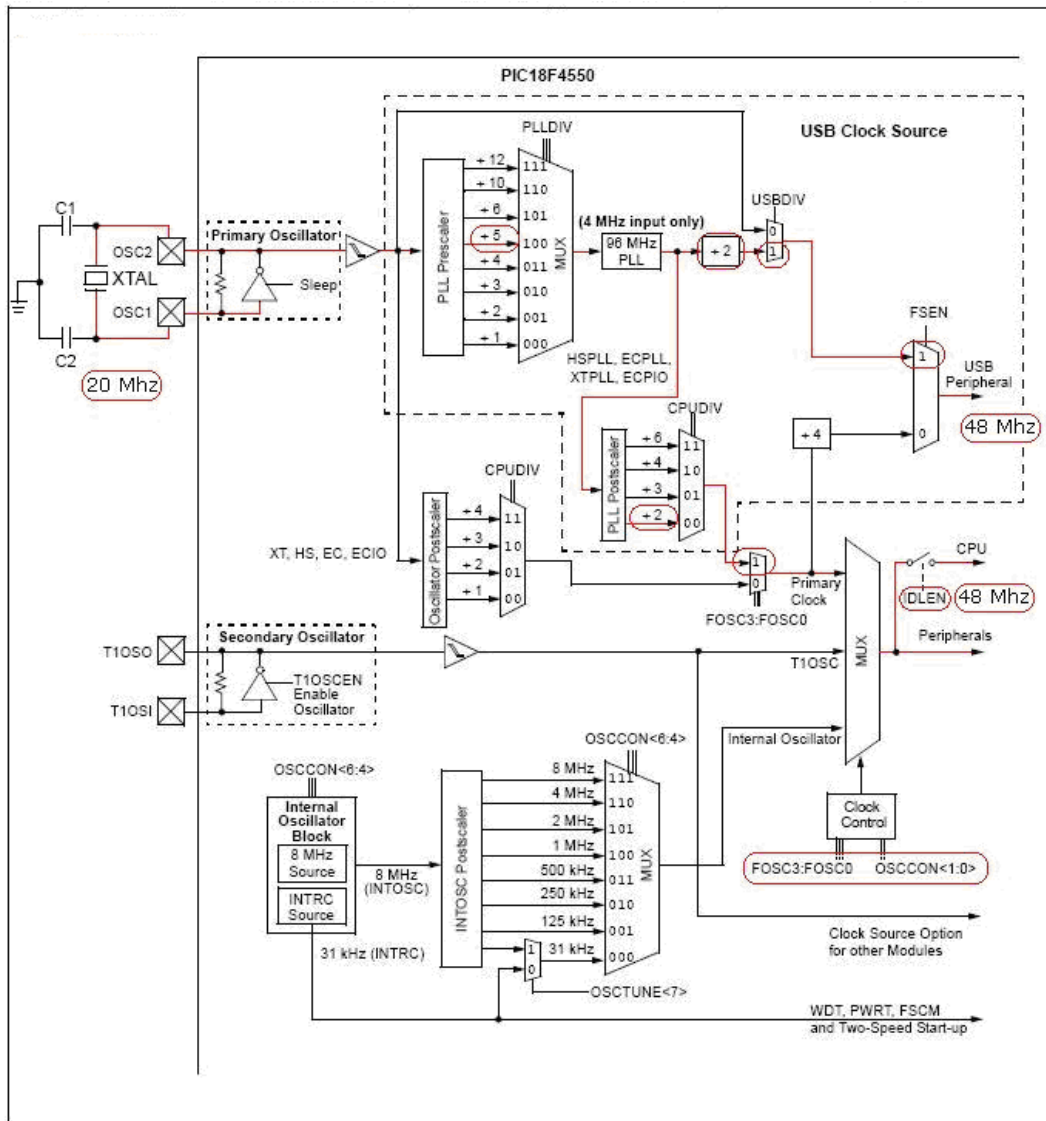 PIC18F4550
USB Clock Source
PLLDIV
÷ 12
111
÷ 10
110
÷ 6
101
÷ 5
100
÷ 4
011
÷ 3
010
÷ 2
001
÷ 1
000
PLL Prescaler
MUX
(4 MHz input only)
96 MHz
PLL
÷ 2
USBDIV
0
1
C1
OSC2
XTAL
OSC1
C2
20 Mhz
Primary Oscillator
Sleep
FSEN
1
0
USB
Peripheral
48 Mhz
HSPLL, ECPLL,
XTPLL, ECPIO
CPUDIV
PLL Postscaler
÷ 6
11
÷ 4
10
÷ 3
01
÷ 2
00
÷ 4
CPUDIV
XT, HS, EC, ECIO
Oscillator Postscaler
÷ 4
11
÷ 3
10
÷ 2
01
÷ 1
00
1
0
FOSC3:FOSC0
Primary
Clock
MUX
CPU
IDLEN
48 Mhz
Peripherals
Secondary Oscillator
T1OSO
T1OSI
T1OSCEN
Enable
Oscillator
T1OSC
Internal Oscillator
OSCCON<6:4>
Internal
Oscillator
Block
8 MHz
Source
INTRC
Source
8 MHz
(INTOSC)
31 kHz (INTRC)
INTOSC Postscaler
OSCCON<6:4>
8 MHz
111
4 MHz
110
2 MHz
101
1 MHz
100
500 kHz
011
250 kHz
010
125 kHz
001
31 kHz
000
MUX
1
0
OSCTUNE<7>
Clock
Control
FOSC3:FOSC0 OSCCON<1:0>
Clock Source Option
for other Modules
WDT, PWRT, FSCM
and Two-Speed Start-up